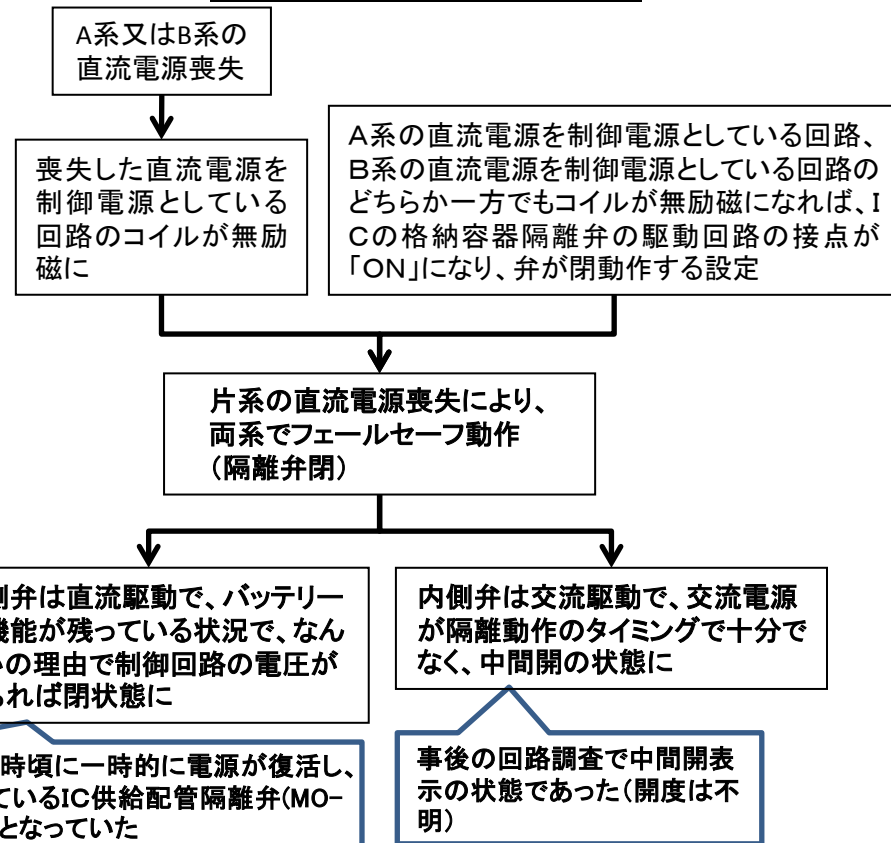 A系又はB系の
直流電源喪失
喪失した直流電源を
制御電源としている
回路のコイルが無励
磁に
A系の直流電源を制御電源としている回路、
B系の直流電源を制御電源としている回路の
どちらか一方でもコイルが無励磁になれば、I
Cの格納容器隔離弁の駆動回路の接点が
「ON」になり、弁が閉動作する設定
片系の直流電源喪失により、
両系でフェールセーフ動作
(隔離弁閉)
側弁は直流駆動で、バッテリー
機能が残っている状況で、なん
の理由で制御回路の電圧が
れば閉状態に
内側弁は交流駆動で、交流電源
が隔離動作のタイミングで十分で
なく、中間開の状態に
時頃に一時的に電源が復活し、
ているIC供給配管隔離弁(MO-
となっていた
事後の回路調査で中間開表
示の状態であった(開度は不
明)